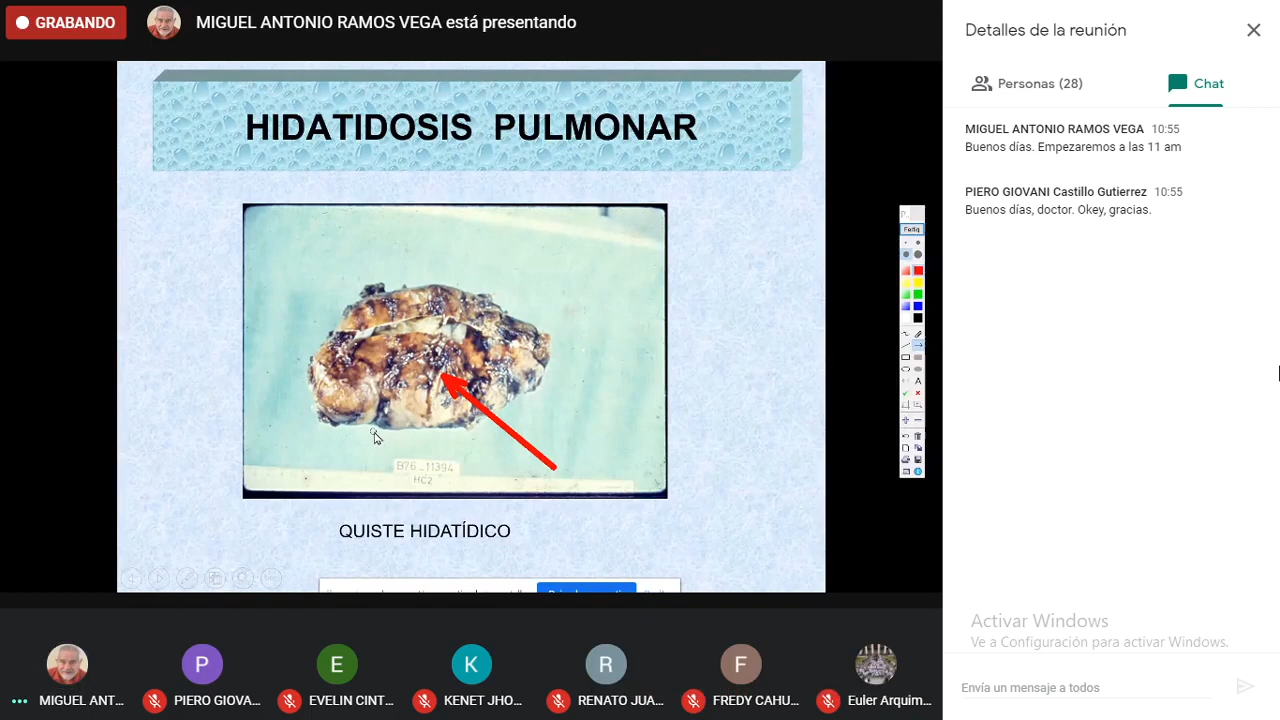 GRABANDO
MIGUEL ANTONIO RAMOS VEGA está presentando
HIDATIDOSIS PULMONAR
B76_11394
HC2
QUISTE HIDATÍDICO
A
MIGUEL ANT...
P
PIERO GIOVA...
E
EVELIN CINT...
K
KENET JHO...
R
RENATO JUA...
F
FREDY CAHU...
Euler Arquim...
Detalles de la reunión
Personas (28)
Chat
MIGUEL ANTONIO RAMOS VEGA 10:55
Buenos días. Empezaremos a las 11 am
PIERO GIOVANI Castillo Gutierrez 10:55
Buenos días, doctor. Okey, gracias.
Activar Windows
Ve a Configuración para activar Windows.
Envía un mensaje a todos